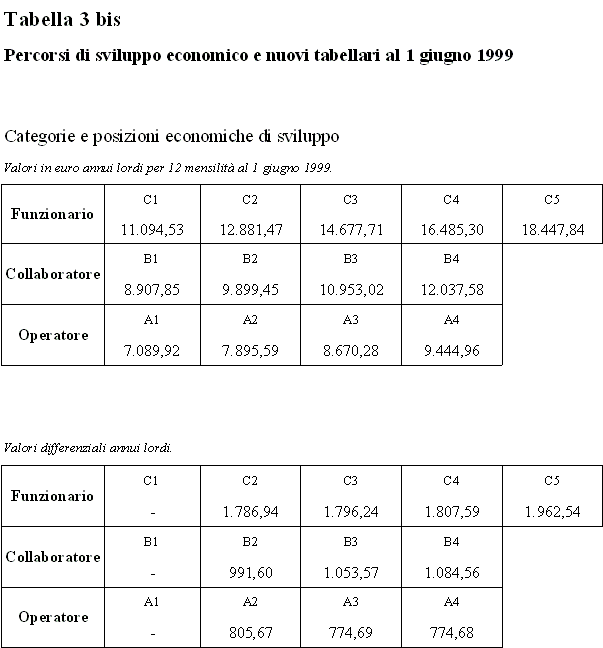 Tabella 3 bis
Percorsi di sviluppo economico e nuovi tabellari al 1 giugno 1999
Categorie e posizioni economiche di sviluppo
Valori in euro annui lordi per 12 mensilità al 1 giugno 1999.
Funzionario C1 C2 C3 C4 C5
11.094,53 12.881,47 14.677,71 16.485,30 18.447,84
Collaboratore B1 B2 B3 B4
8.907,85 9.899,45 10.953,02 12.037,58
Operatore A1 A2 A3 A4
7.089,92 7.895,59 8.670,28 9.444,96
Valori differenziali annui lordi.
Funzionario C1 C2 C3 C4 C5
- 1.786,94 1.796,24 1.807,59 1.962,54
Collaboratore B1 B2 B3 B4
- 991,60 1.053,57 1.084,56
Operatore A1 A2 A3 A4
- 805,67 774,69 774,68